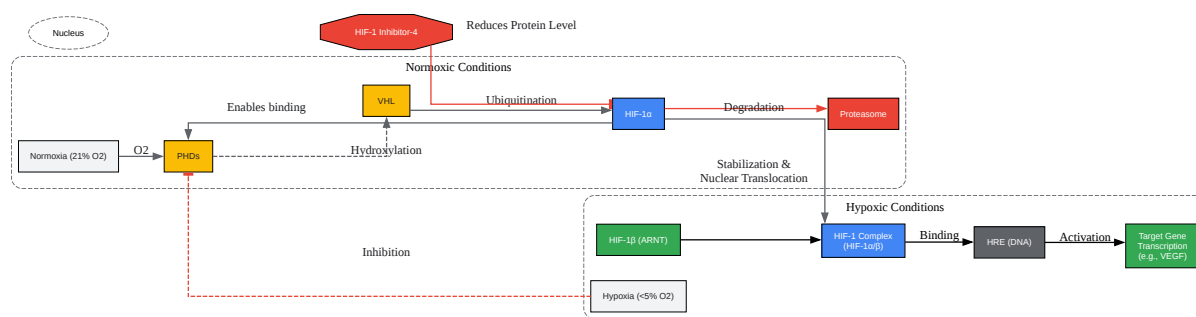 HIF-1 Inhibitor-4
Reduces Protein Level
Nucleus
Normoxic Conditions
VHL
Enables binding
Ubiquitination
HIF-1α
Degradation
Proteasome
Normoxia (21% O2)
O2
PHDs
Hydroxylation
Stabilization &
Nuclear Translocation
Hypoxic Conditions
HIF-1β (ARNT)
HIF-1 Complex
(HIF-1α/β)
Binding
HRE (DNA)
Activation
Target Gene
Transcription
(e.g., VEGF)
Inhibition
Hypoxia (<5% O2)